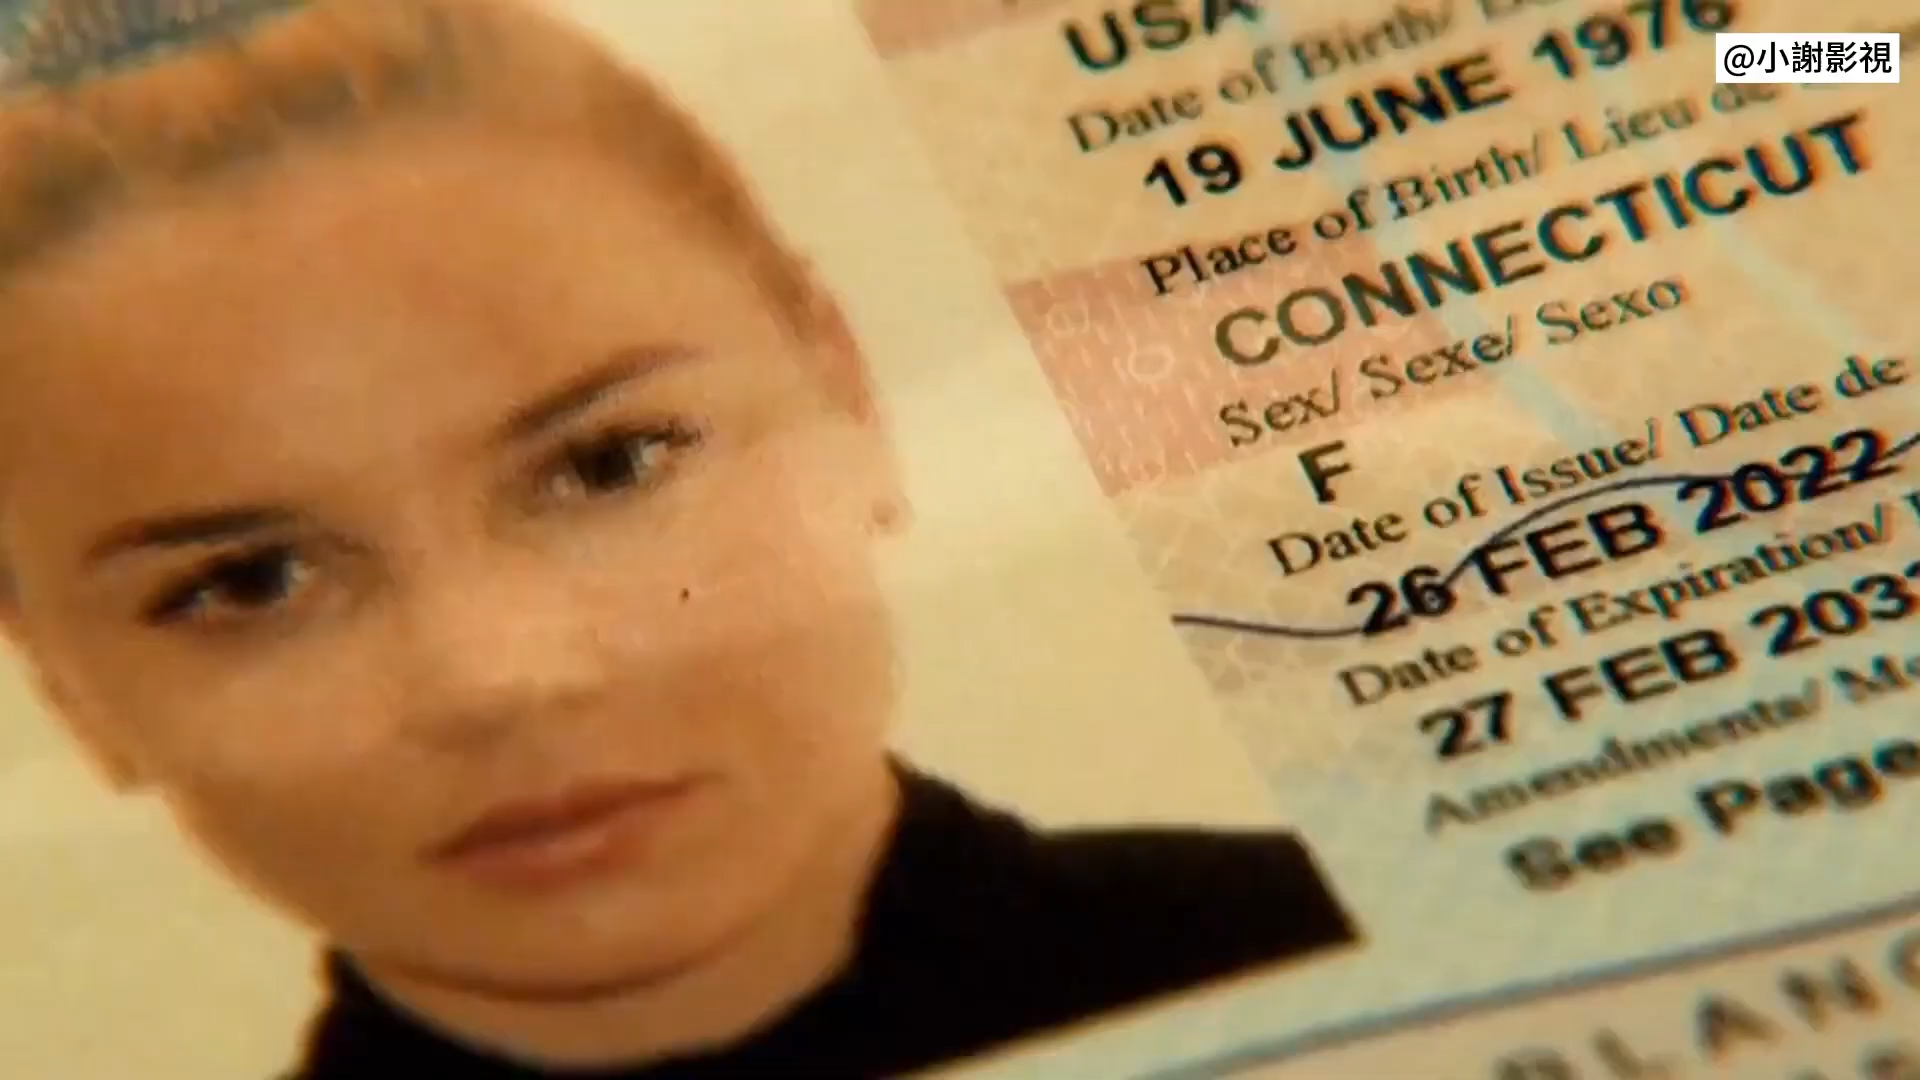 USA
@小謝影視
Date of Birth/
19 JUNE 1976
Place of Birth/ Lieu de
CONNECTICUT
Sex/ Sexe/ Sexo
F
Date of Issue/ Date de
26 FEB 2022
Date of Expiration/
27 FEB 203
Amendments/
See Page